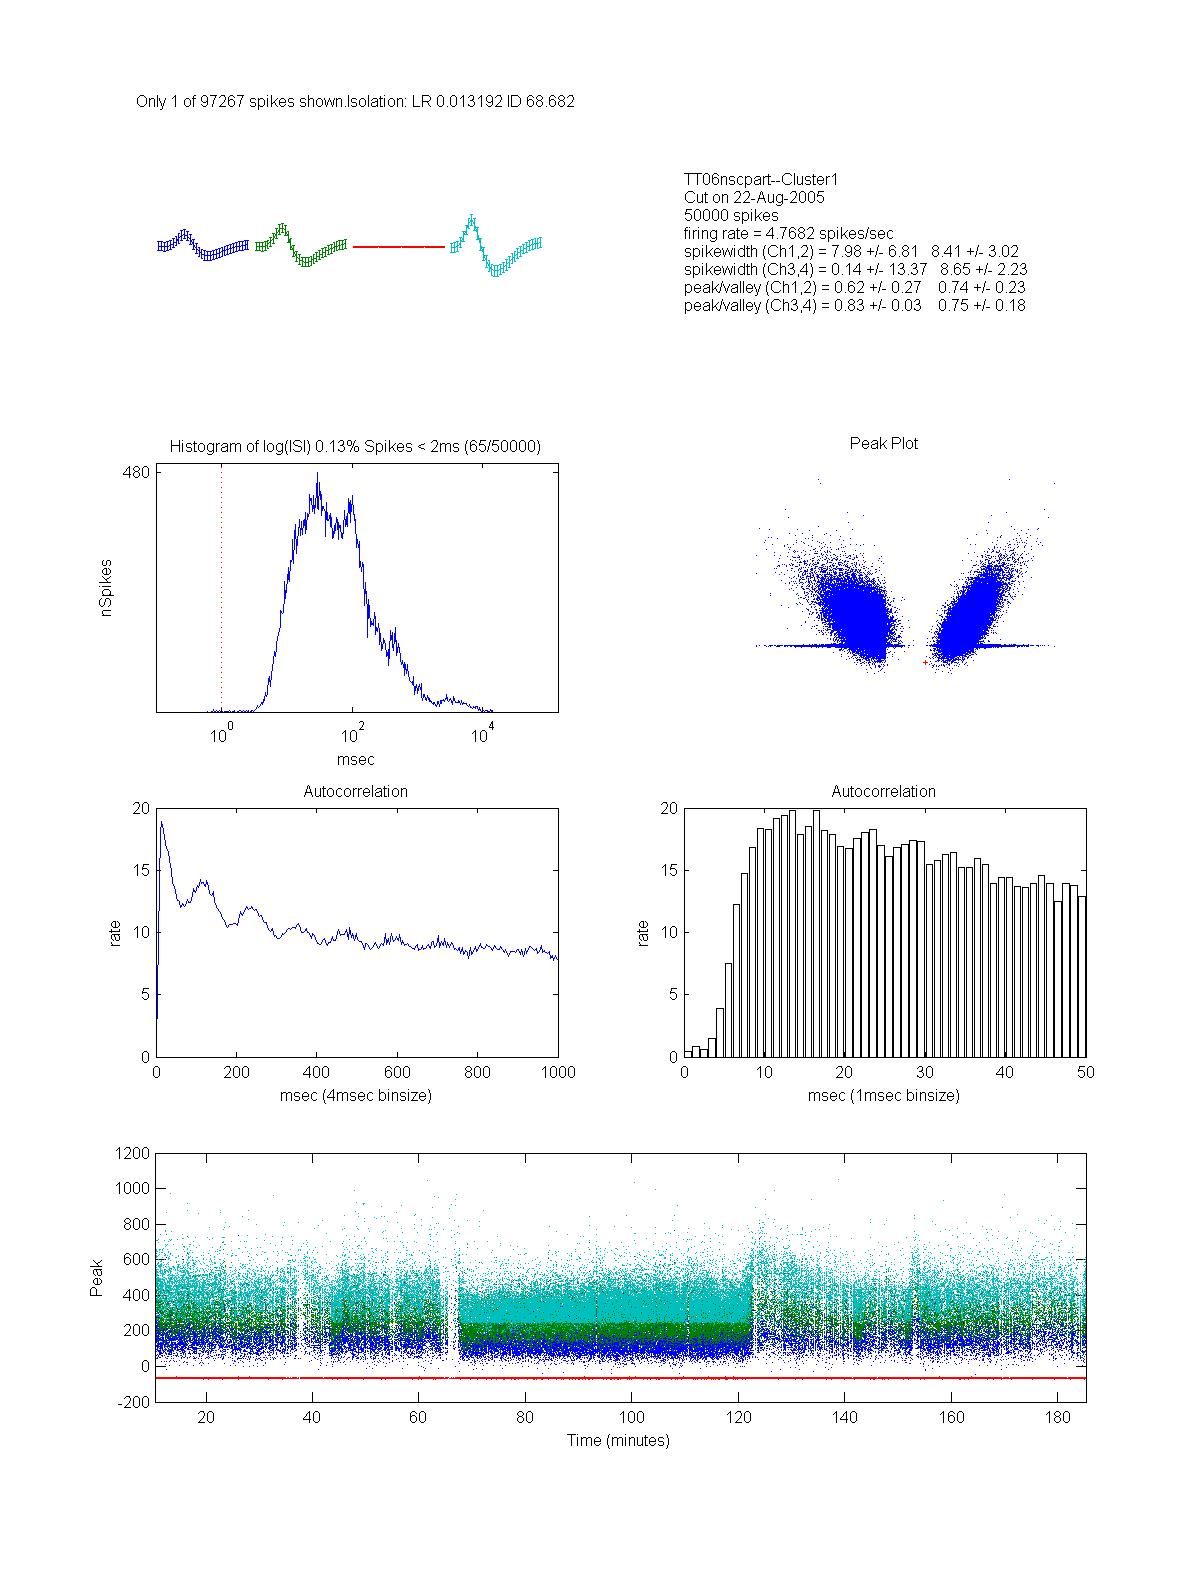 Only 1 of 97267 spikes shown.Isolation: LR 0.013192 ID 68.682
TT06nscpart--Cluster1
Cut on 22-Aug-2005
50000 spikes
firing rate = 4.7682 spikes/sec
spikewidth (Ch1,2) = 7.98 +/- 6.81 8.41 +/- 3.02
spikewidth (Ch3,4) = 0.14 +/- 13.37 8.65 +/- 2.23
peak/valley (Ch1,2) = 0.62 +/- 0.27 0.74 +/- 0.23
peak/valley (Ch3,4) = 0.83 +/- 0.03 0.75 +/- 0.18
Histogram of log(ISI) 0.13% Spikes < 2ms (65/50000)
480
nSpikes
10^0 10^2 10^4
msec
Peak Plot
Autocorrelation
20
15
10
5
0
rate
0 200 400 600 800 1000
msec (4msec binsize)
Autocorrelation
20
15
10
5
0
rate
0 10 20 30 40 50
msec (1msec binsize)
1200
1000
800
600
400
200
0
-200
Peak
20 40 60 80 100 120 140 160 180
Time (minutes)